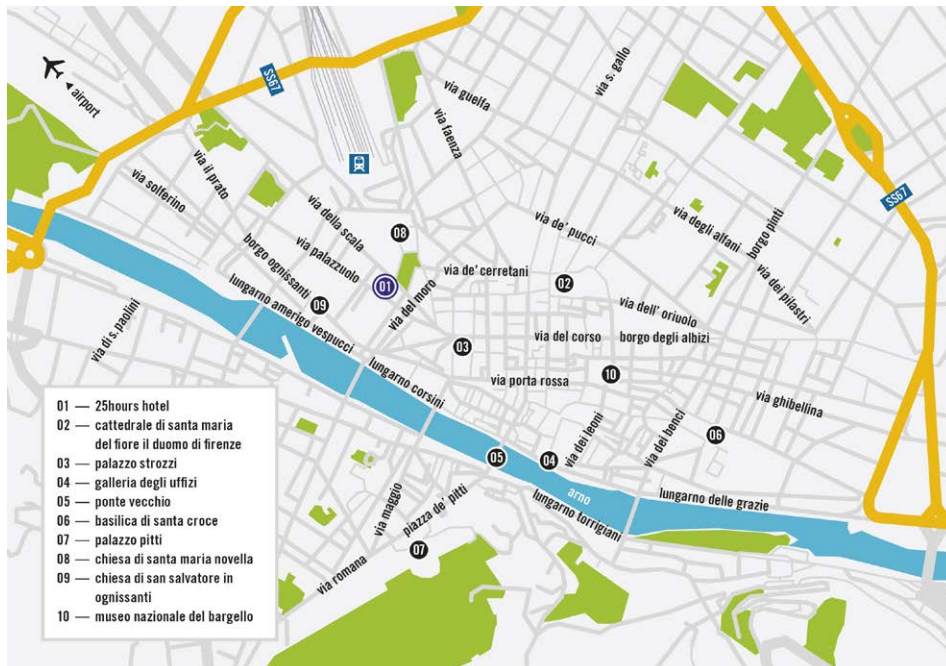 SS67
◄ airport
via guelfa
via s. gallo
via faenza
via il prato
via solferino
SS67
via della scala
08
via de' pucci
via degli alfani
borgo pinti
via palazzuolo
borgo ognissanti
via de' cerretani
02
via dei pilastri
01
via del moro
09
via dell' oriuolo
lungarno amerigo vespucci
via di s. paolini
03
via del corso
borgo degli albizi
lungarno corsini
via porta rossa
10
via ghibellina
via dei leoni
via dei benci
06
05
04
arno
lungarno delle grazie
lungarno torrigiani
via maggio
piazza de' pitti
07
via romana
01 — 25hours hotel
02 — cattedrale di santa maria
del fiore il duomo di firenze
03 — palazzo strozzi
04 — galleria degli uffizi
05 — ponte vecchio
06 — basilica di santa croce
07 — palazzo pitti
08 — chiesa di santa maria novella
09 — chiesa di san salvatore in
ognissanti
10 — museo nazionale del bargello